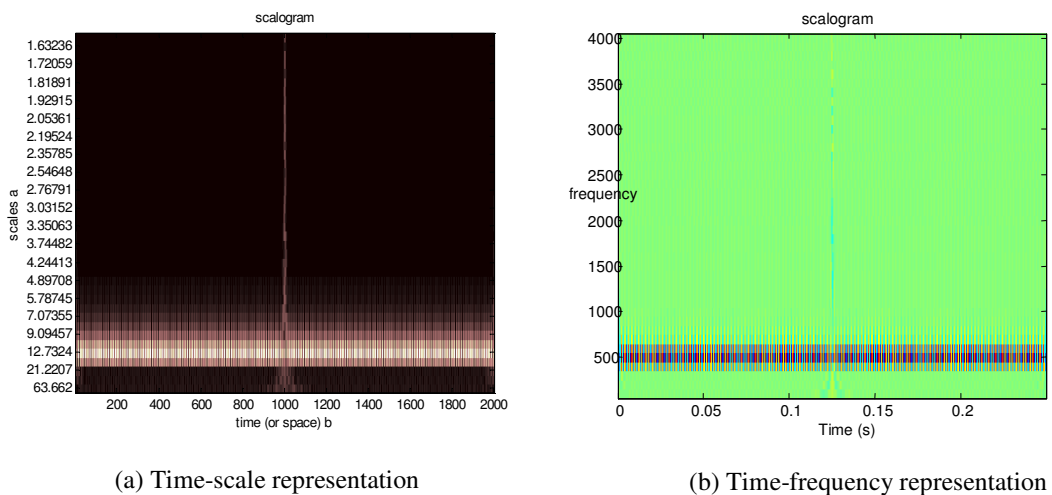 scalogram
1.63236
1.72059
1.81891
1.92915
2.05361
2.19524
2.35785
2.54648
2.76791
3.03152
3.35063
3.74482
4.24413
4.89708
5.78745
7.07355
9.09457
12.7324
21.2207
63.662
scales a
200 400 600 800 1000 1200 1400 1600 1800 2000
time (or space) b
(a) Time-scale representation
scalogram
4000
3500
3000
2500
frequency
2000
1500
1000
500
0 0.05 0.1 0.15 0.2
Time (s)
(b) Time-frequency representation